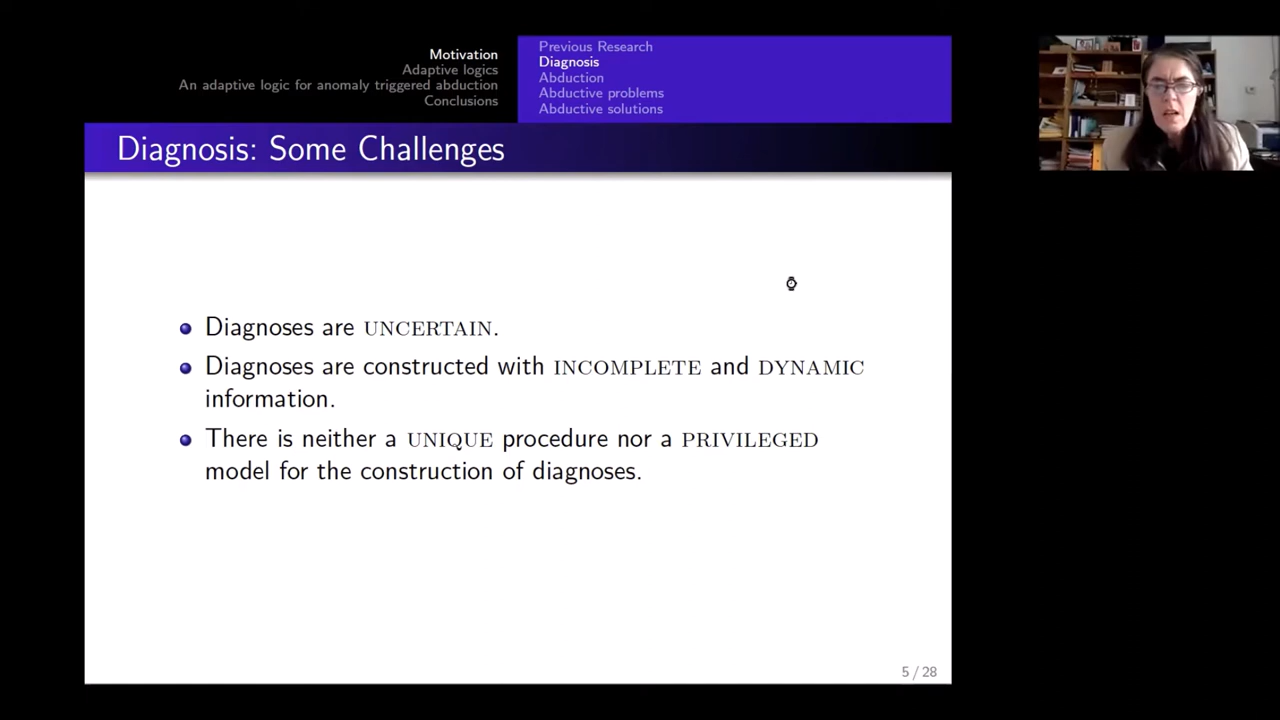 Motivation
Adaptive logics
An adaptive logic for anomaly triggered abduction
Conclusions
Previous Research
Diagnosis
Abduction
Abductive problems
Abductive solutions
Diagnosis: Some Challenges
Diagnoses are UNCERTAIN.
Diagnoses are constructed with INCOMPLETE and DYNAMIC
information.
There is neither a UNIQUE procedure nor a PRIVILEGED
model for the construction of diagnoses.
5 / 28